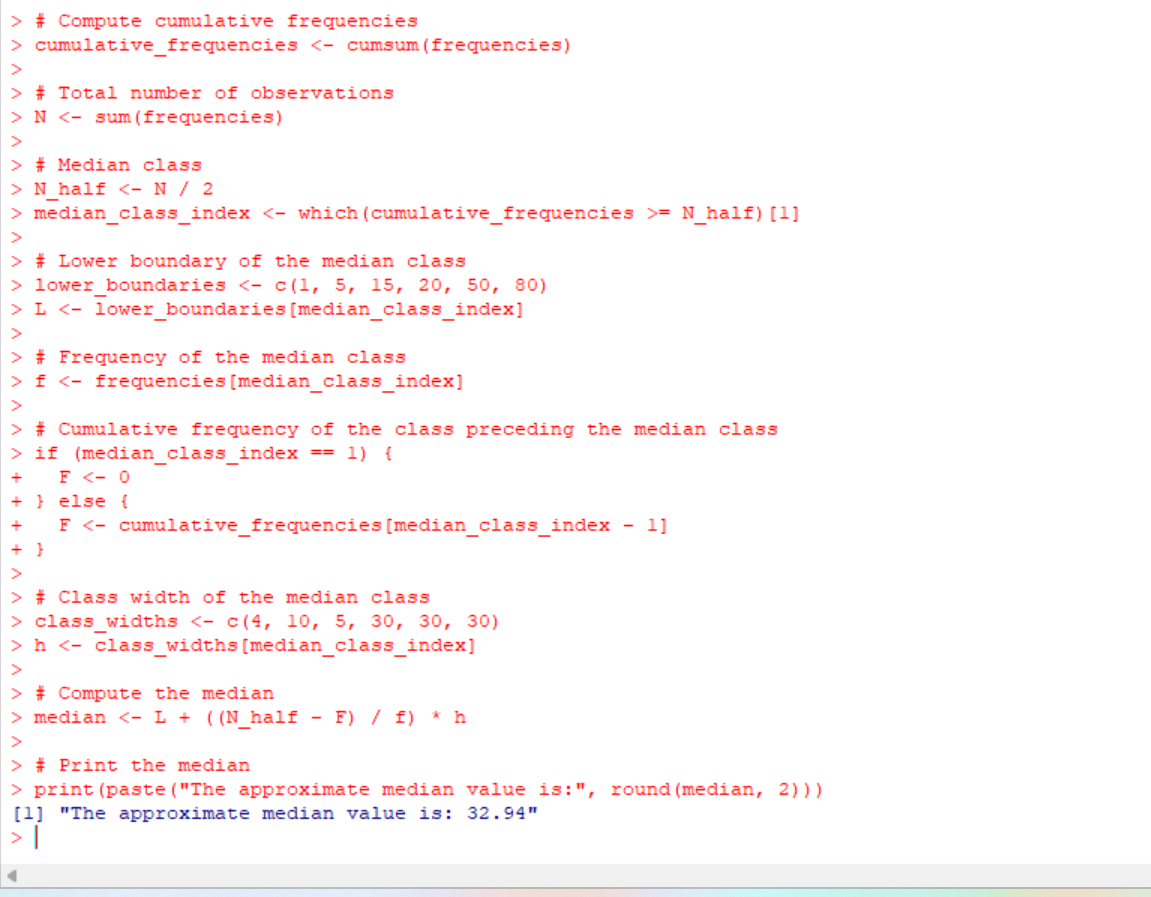 > # Compute cumulative frequencies
> cumulative_frequencies <- cumsum(frequencies)
>
> # Total number of observations
> N <- sum(frequencies)
>
> # Median class
> N_half <- N / 2
> median_class_index <- which(cumulative_frequencies >= N_half)[1]
>
> # Lower boundary of the median class
> lower_boundaries <- c(1, 5, 15, 20, 50, 80)
> L <- lower_boundaries[median_class_index]
>
> # Frequency of the median class
> f <- frequencies[median_class_index]
>
> # Cumulative frequency of the class preceding the median class
> if (median_class_index == 1) {
+   F <- 0
+ } else {
+   F <- cumulative_frequencies[median_class_index - 1]
+ }
>
> # Class width of the median class
> class_widths <- c(4, 10, 5, 30, 30, 30)
> h <- class_widths[median_class_index]
>
> # Compute the median
> median <- L + ((N_half - F) / f) * h
>
> # Print the median
> print(paste("The approximate median value is:", round(median, 2)))
[1] "The approximate median value is: 32.94"
>